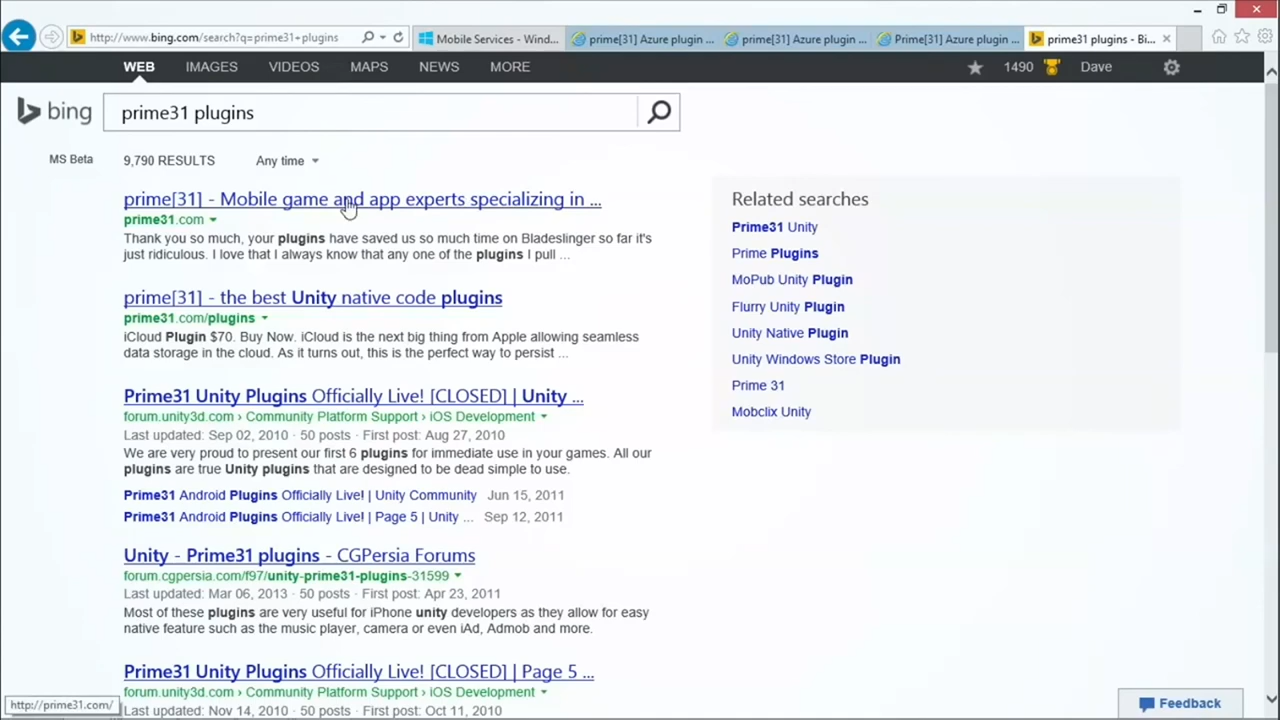 http://www.bing.com/search?q=prime31+plugins
Mobile Services - Wind...
prime[31] Azure plugin ...
prime[31] Azure plugin ...
Prime[31] Azure plugin ...
prime31 plugins - Bi...
WEB
IMAGES
VIDEOS
MAPS
NEWS
MORE
1490
Dave
bing
prime31 plugins
MS Beta
9,790 RESULTS
Any time
prime[31] - Mobile game and app experts specializing in ...
prime31.com
Thank you so much, your plugins have saved us so much time on Bladeslinger so far it's
just ridiculous. I love that I always know that any one of the plugins I pull ...
prime[31] - the best Unity native code plugins
prime31.com/plugins
iCloud Plugin $70. Buy Now. iCloud is the next big thing from Apple allowing seamless
data storage in the cloud. As it turns out, this is the perfect way to persist ...
Prime31 Unity Plugins Officially Live! [CLOSED] | Unity ...
forum.unity3d.com › Community Platform Support › iOS Development
Last updated: Sep 02, 2010 · 50 posts · First post: Aug 27, 2010
We are very proud to present our first 6 plugins for immediate use in your games. All our
plugins are true Unity plugins that are designed to be dead simple to use.
Prime31 Android Plugins Officially Live! | Unity Community Jun 15, 2011
Prime31 Android Plugins Officially Live! | Page 5 | Unity ... Sep 12, 2011
Unity - Prime31 plugins - CGPersia Forums
forum.cgpersia.com/f97/unity-prime31-plugins-31599
Last updated: Mar 06, 2013 · 50 posts · First post: Apr 23, 2011
Most of these plugins are very useful for iPhone unity developers as they allow for easy
native feature such as the music player, camera or even iAd, Admob and more.
Prime31 Unity Plugins Officially Live! [CLOSED] | Page 5 ...
forum.unity3d.com › Community Platform Support › iOS Development
Last updated: Nov 14, 2010 · 50 posts · First post: Oct 11, 2010
Related searches
Prime31 Unity
Prime Plugins
MoPub Unity Plugin
Flurry Unity Plugin
Unity Native Plugin
Unity Windows Store Plugin
Prime 31
Mobclix Unity
http://prime31.com/
Feedback